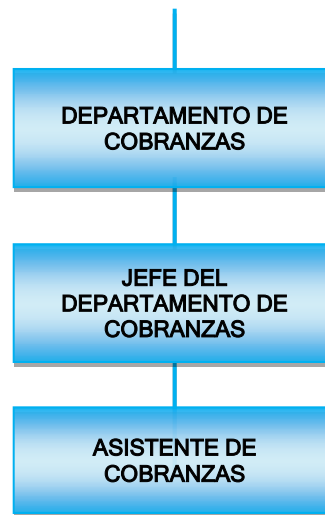 DEPARTAMENTO DE
COBRANZAS
JEFE DEL
DEPARTAMENTO DE
COBRANZAS
ASISTENTE DE
COBRANZAS